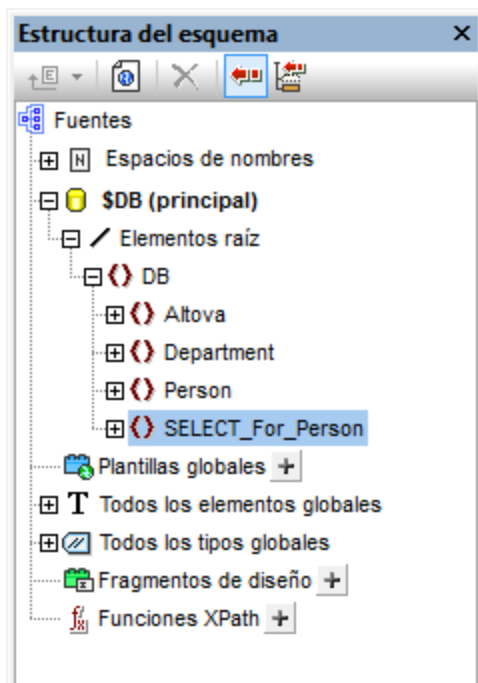 Estructura del esquema
Fuentes
Espacios de nombres
$DB (principal)
Elementos raíz
DB
Altova
Department
Person
SELECT_For_Person
Plantillas globales
Todos los elementos globales
Todos los tipos globales
Fragmentos de diseño
Funciones XPath